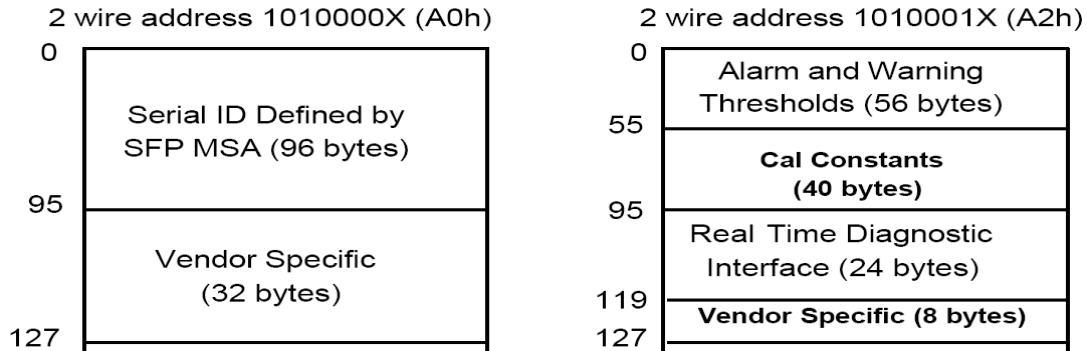 2 wire address 1010000X (A0h)
0
Serial ID Defined by
SFP MSA (96 bytes)
95
Vendor Specific
(32 bytes)
127
2 wire address 1010001X (A2h)
0
Alarm and Warning
Thresholds (56 bytes)
55
Cal Constants
(40 bytes)
95
Real Time Diagnostic
Interface (24 bytes)
119
Vendor Specific (8 bytes)
127